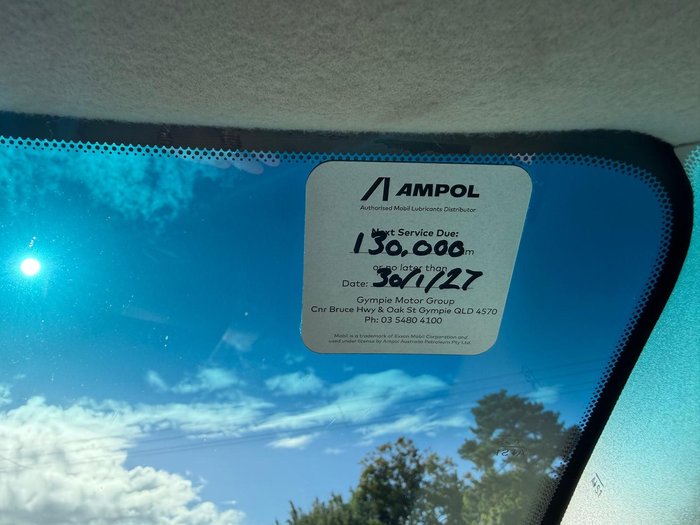 AMPOL
Authorised Mobil Lubricants Distributor
Next Service Due:
130,000 km
or no later than
Date: 30/1/27
Gympie Motor Group
Cnr Bruce Hwy & Oak St Gympie QLD 4570
Ph: 03 5480 4100
Mobil is a trademark of Exxon Mobil Corporation and
used under license by Ampol Australia Petroleum Pty Ltd.